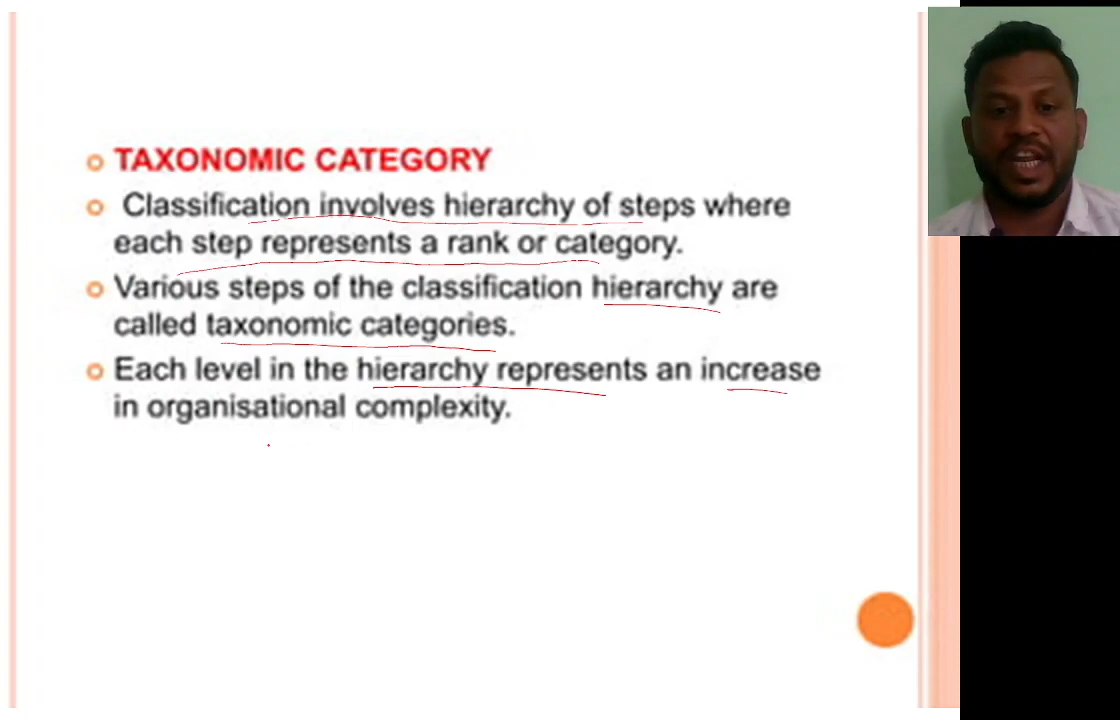 TAXONOMIC CATEGORY
Classification involves hierarchy of steps where
each step represents a rank or category.
Various steps of the classification hierarchy are
called taxonomic categories.
Each level in the hierarchy represents an increase
in organisational complexity.